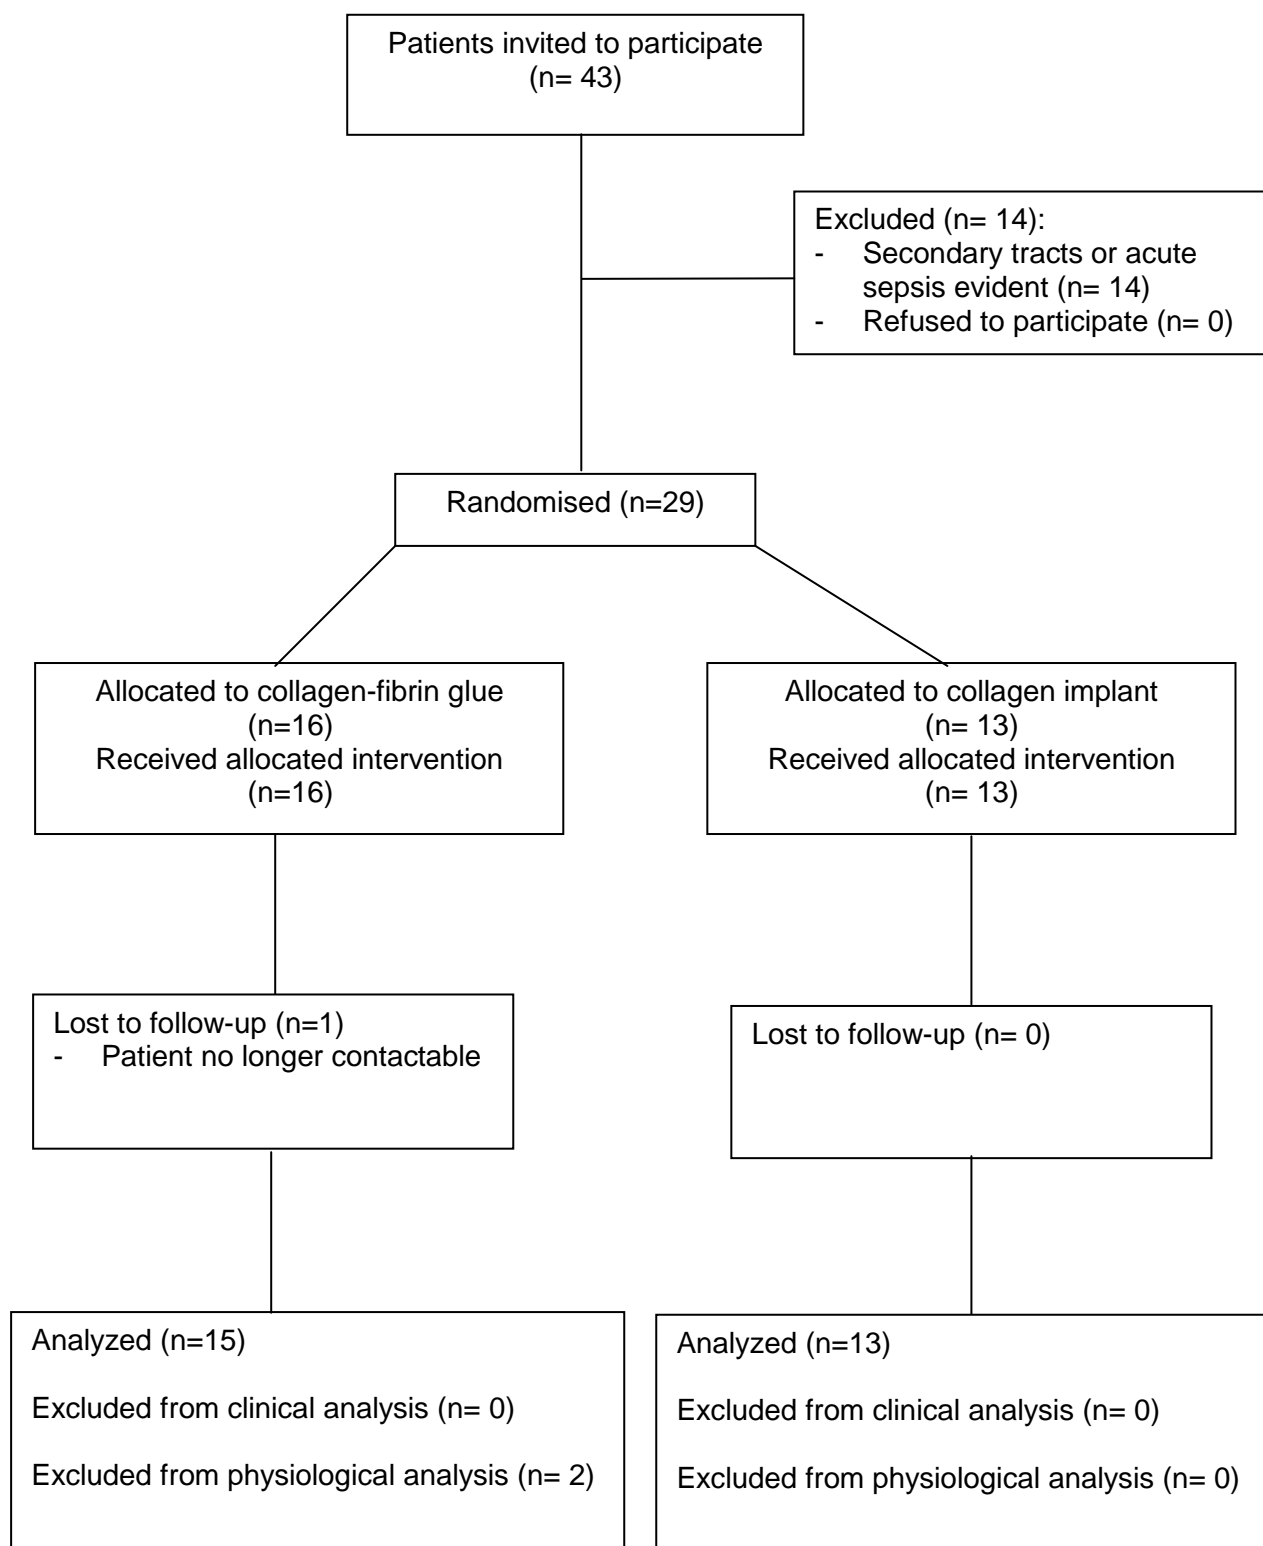 Patients invited to participate
(n= 43)
Excluded (n= 14):
- Secondary tracts or acute
sepsis evident (n= 14)
- Refused to participate (n= 0)
Randomised (n=29)
Allocated to collagen-fibrin glue
(n=16)
Received allocated intervention
(n=16)
Allocated to collagen implant
(n= 13)
Received allocated intervention
(n= 13)
Lost to follow-up (n=1)
- Patient no longer contactable
Lost to follow-up (n= 0)
Analyzed (n=15)
Excluded from clinical analysis (n= 0)
Excluded from physiological analysis (n= 2)
Analyzed (n=13)
Excluded from clinical analysis (n= 0)
Excluded from physiological analysis (n= 0)